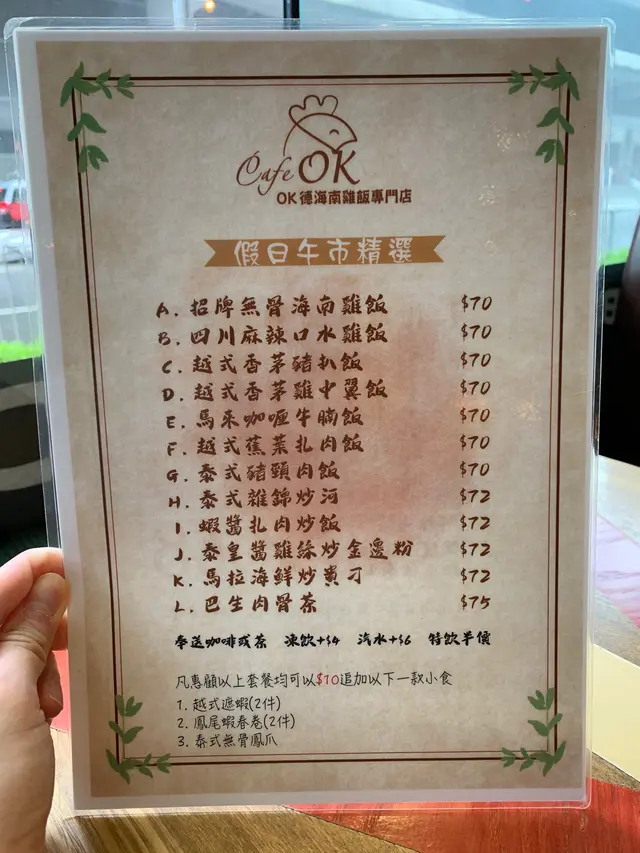 Cafe OK
OK德海南雞飯專門店
假日午市精選
A. 招牌無骨海南雞飯 $70
B. 四川麻辣口水雞飯 $70
C. 越式香茅豬扒飯 $70
D. 越式香茅雞中翼飯 $70
E. 馬來咖喱牛腩飯 $70
F. 越式蕉葉扎肉飯 $70
G. 泰式豬頸肉飯 $70
H. 泰式雜錦炒河 $72
I. 蝦醬扎肉炒飯 $72
J. 泰皇醬雞絲炒金邊粉 $72
K. 馬拉海鮮炒貴刁 $72
L. 巴生肉骨茶 $75
奉送咖啡或茶 凍飲+$4 汽水+$6 特飲半價
凡惠顧以上套餐均可以$10追加以下一款小食
1. 越式遮蝦(2件)
2. 鳳尾蝦春卷(2件)
3. 泰式無骨鳳爪